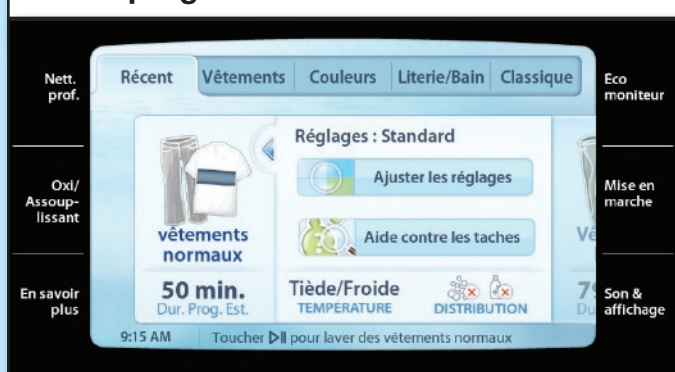 Nett.
prof.
Oxi/
Assoup-
lissant
En savoir
plus
Récent Vêtements Couleurs Literie/Bain Classique
Réglages : Standard
Ajuster les réglages
Aide contre les taches
vêtements
normaux
50 min.
Dur. Prog. Est.
Tiède/Froide
TEMPÉRATURE
DISTRIBUTION
9:15 AM Toucher pour laver des vêtements normaux
Éco
moniteur
Mise en
marche
Son &
affichage